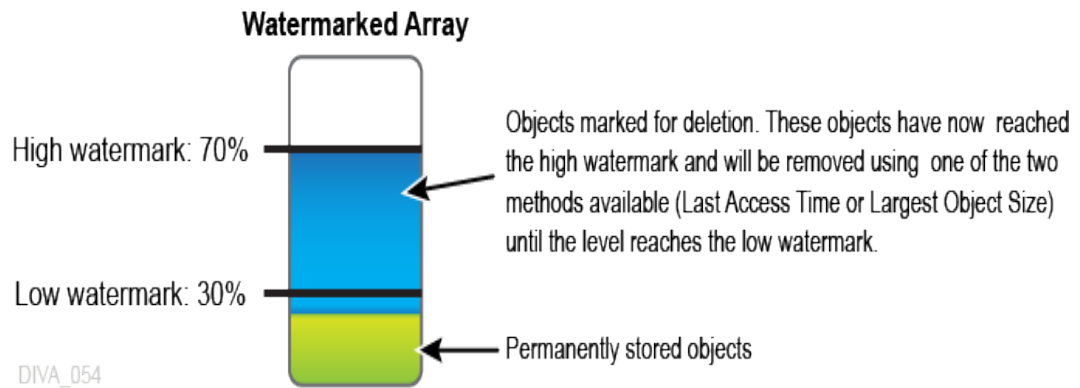 Watermarked Array
High watermark: 70%
Objects marked for deletion. These objects have now reached
the high watermark and will be removed using one of the two
methods available (Last Access Time or Largest Object Size)
until the level reaches the low watermark.
Low watermark: 30%
Permanently stored objects
DIVA_054